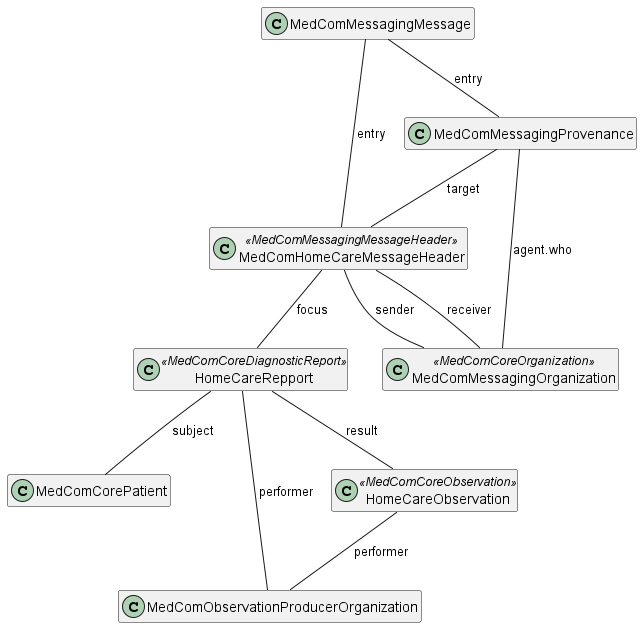 C MedComMessagingMessage
entry
entry
C MedComMessagingProvenance
target
agent.who
C «MedComMessagingMessageHeader»
MedComHomeCareMessageHeader
focus
sender
receiver
C «MedComCoreDiagnosticReport»
HomeCareRepport
C «MedComCoreOrganization»
MedComMessagingOrganization
subject
result
performer
C MedComCorePatient
C «MedComCoreObservation»
HomeCareObservation
performer
C MedComObservationProducerOrganization